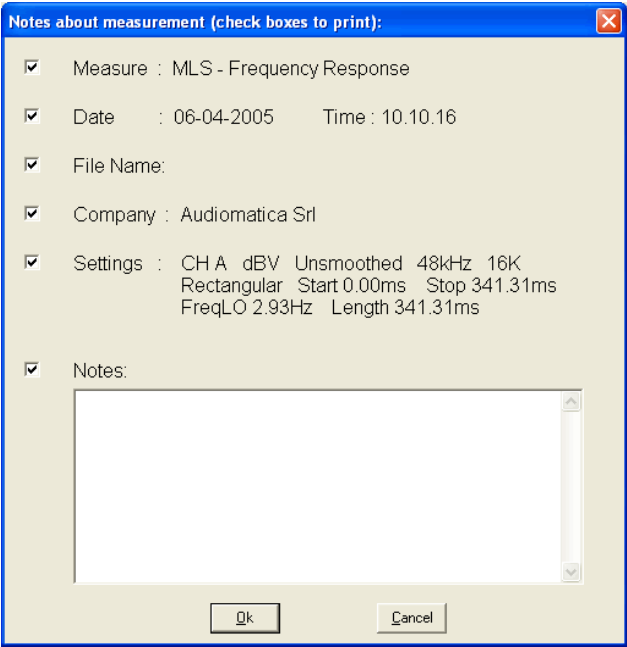 Notes about measurement (check boxes to print):
Measure : MLS - Frequency Response
Date : 06-04-2005 Time : 10.10.16
File Name:
Company : Audiomatica Srl
Settings : CH A dBV Unsmoothed 48kHz 16K
Rectangular Start 0.00ms Stop 341.31ms
FreqLO 2.93Hz Length 341.31ms
Notes:
Ok Cancel